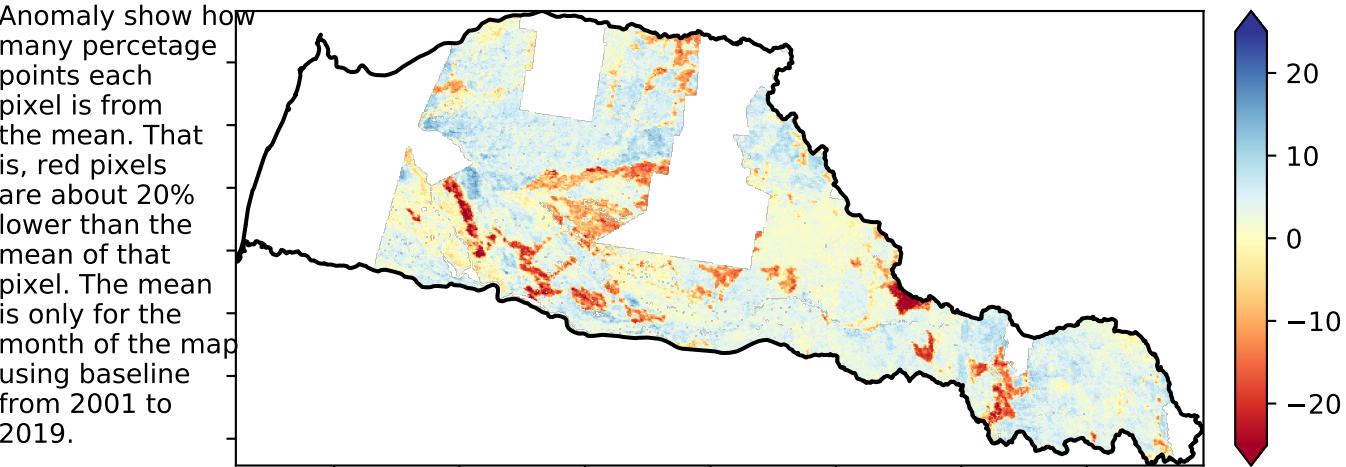 Anomaly show how
many percetage
points each
pixel is from
the mean. That
is, red pixels
are about 20%
lower than the
mean of that
pixel. The mean
is only for the
month of the map
using baseline
from 2001 to
2019.
20
10
0
−10
−20